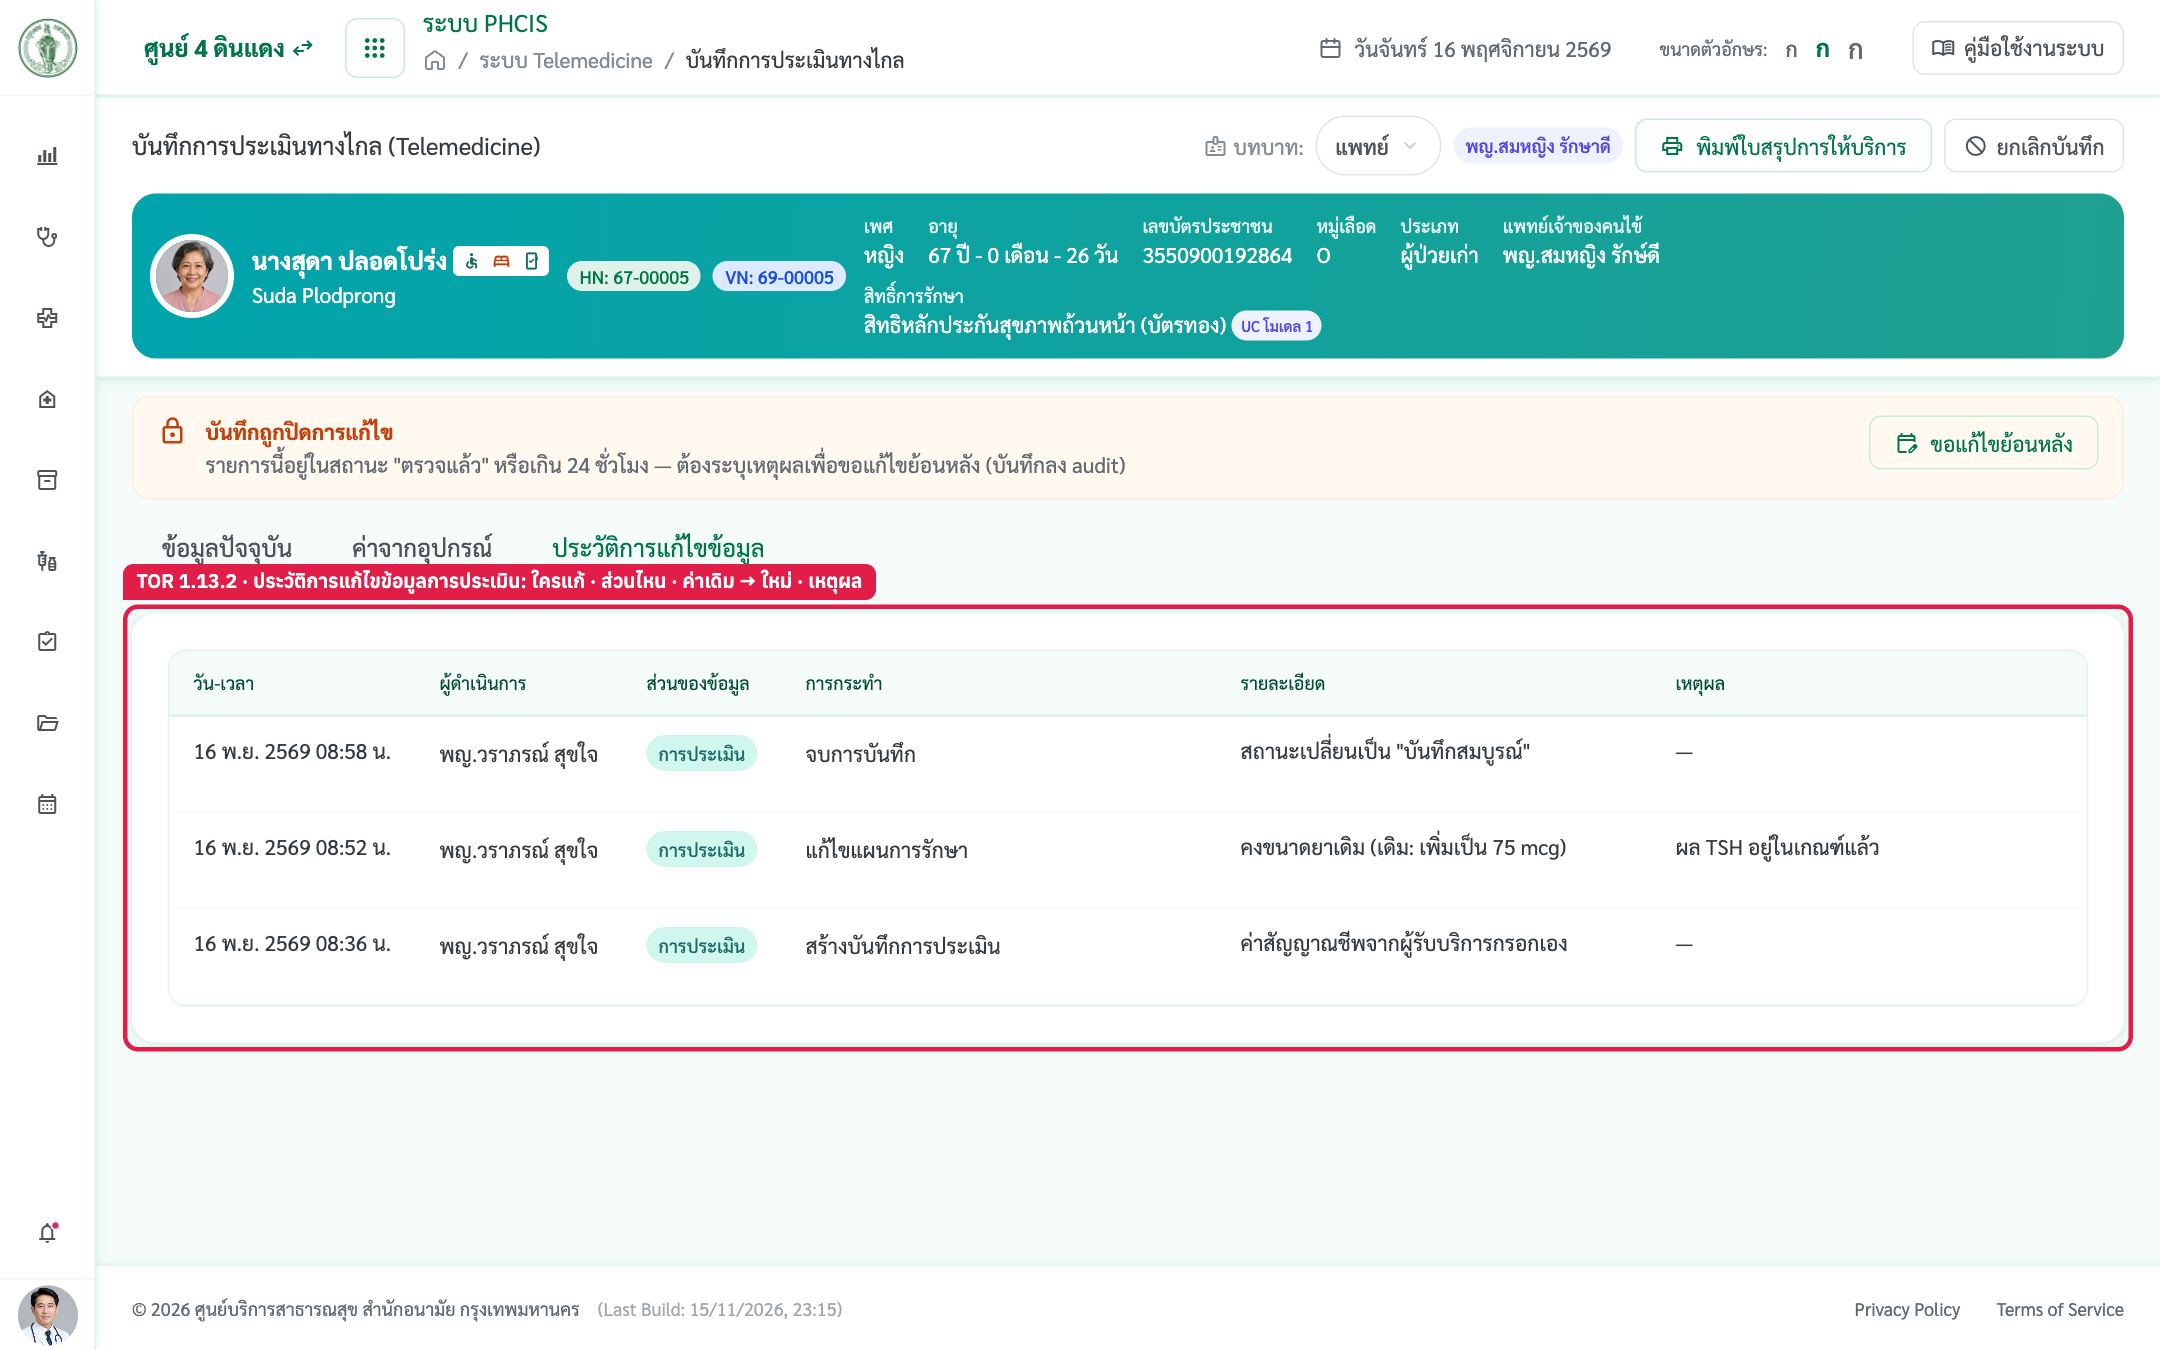 ศูนย์ 4 ดินแดง
ระบบ PHCIS
/ ระบบ Telemedicine / บันทึกการประเมินทางไกล
วันจันทร์ 16 พฤศจิกายน 2569
ขนาดตัวอักษร: ก ก ก
คู่มือใช้งานระบบ
บันทึกการประเมินทางไกล (Telemedicine)
บทบาท: แพทย์
พญ.สมหญิง รักษาดี
พิมพ์ใบสรุปการให้บริการ
ยกเลิกบันทึก
นางสุดา ปลอดโปร่ง
Suda Plodprong
HN: 67-00005
VN: 69-00005
เพศ อายุ เลขบัตรประชาชน หมู่เลือด ประเภท แพทย์เจ้าของคนไข้
หญิง 67 ปี - 0 เดือน - 26 วัน 3550900192864 O ผู้ป่วยเก่า พญ.สมหญิง รักษ์ดี
สิทธิ์การรักษา
สิทธิหลักประกันสุขภาพถ้วนหน้า (บัตรทอง) UC โมเดล 1
บันทึกถูกปิดการแก้ไข
รายการนี้อยู่ในสถานะ "ตรวจแล้ว" หรือเกิน 24 ชั่วโมง — ต้องระบุเหตุผลเพื่อขอแก้ไขย้อนหลัง (บันทึกลง audit)
ขอแก้ไขย้อนหลัง
ข้อมูลปัจจุบัน ค่าจากอุปกรณ์ ประวัติการแก้ไขข้อมูล
TOR 1.13.2 · ประวัติการแก้ไขข้อมูลการประเมิน: ใครแก้ · ส่วนไหน · ค่าเดิม → ใหม่ · เหตุผล
วัน-เวลา ผู้ดำเนินการ ส่วนของข้อมูล การกระทำ รายละเอียด เหตุผล
16 พ.ย. 2569 08:58 น. พญ.วราภรณ์ สุขใจ การประเมิน จบการบันทึก สถานะเปลี่ยนเป็น "บันทึกสมบูรณ์" —
16 พ.ย. 2569 08:52 น. พญ.วราภรณ์ สุขใจ การประเมิน แก้ไขแผนการรักษา คงขนาดยาเดิม (เดิม: เพิ่มเป็น 75 mcg) ผล TSH อยู่ในเกณฑ์แล้ว
16 พ.ย. 2569 08:36 น. พญ.วราภรณ์ สุขใจ การประเมิน สร้างบันทึกการประเมิน ค่าสัญญาณชีพจากผู้รับบริการกรอกเอง —
© 2026 ศูนย์บริการสาธารณสุข สำนักอนามัย กรุงเทพมหานคร (Last Build: 15/11/2026, 23:15)
Privacy Policy Terms of Service